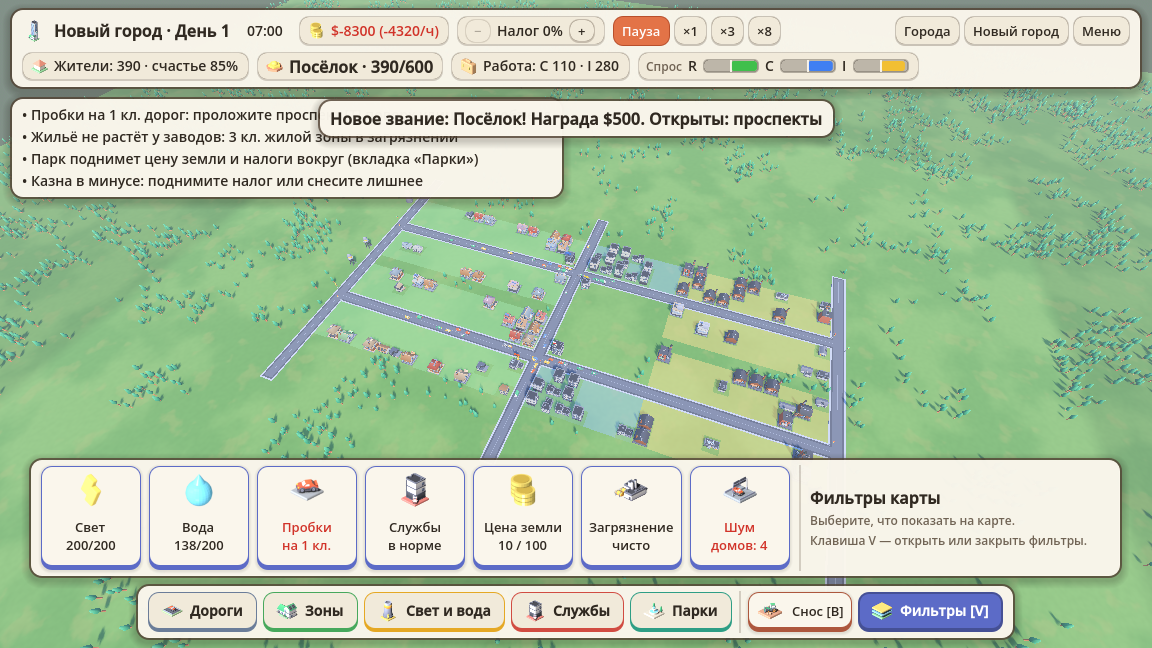 Новый город · День 1
07:00
$-8300 (-4320/ч)
− Налог 0% +
Пауза
×1
×3
×8
Города
Новый город
Меню
Жители: 390 · счастье 85%
Посёлок · 390/600
Работа: C 110 · I 280
Спрос R C I
• Пробки на 1 кл. дорог: проложите
Новое звание: Посёлок! Награда $500. Открыты: проспекты
• Жильё не растёт у заводов: 3 кл. жилой зоны в загрязнении
• Парк поднимет цену земли и налоги вокруг (вкладка «Парки»)
• Казна в минусе: поднимите налог или снесите лишнее
Свет
200/200
Вода
138/200
Пробки
на 1 кл.
Службы
в норме
Цена земли
10 / 100
Загрязнение
чисто
Шум
домов: 4
Фильтры карты
Выберите, что показать на карте.
Клавиша V — открыть или закрыть фильтры.
Дороги
Зоны
Свет и вода
Службы
Парки
Снос [B]
Фильтры [V]